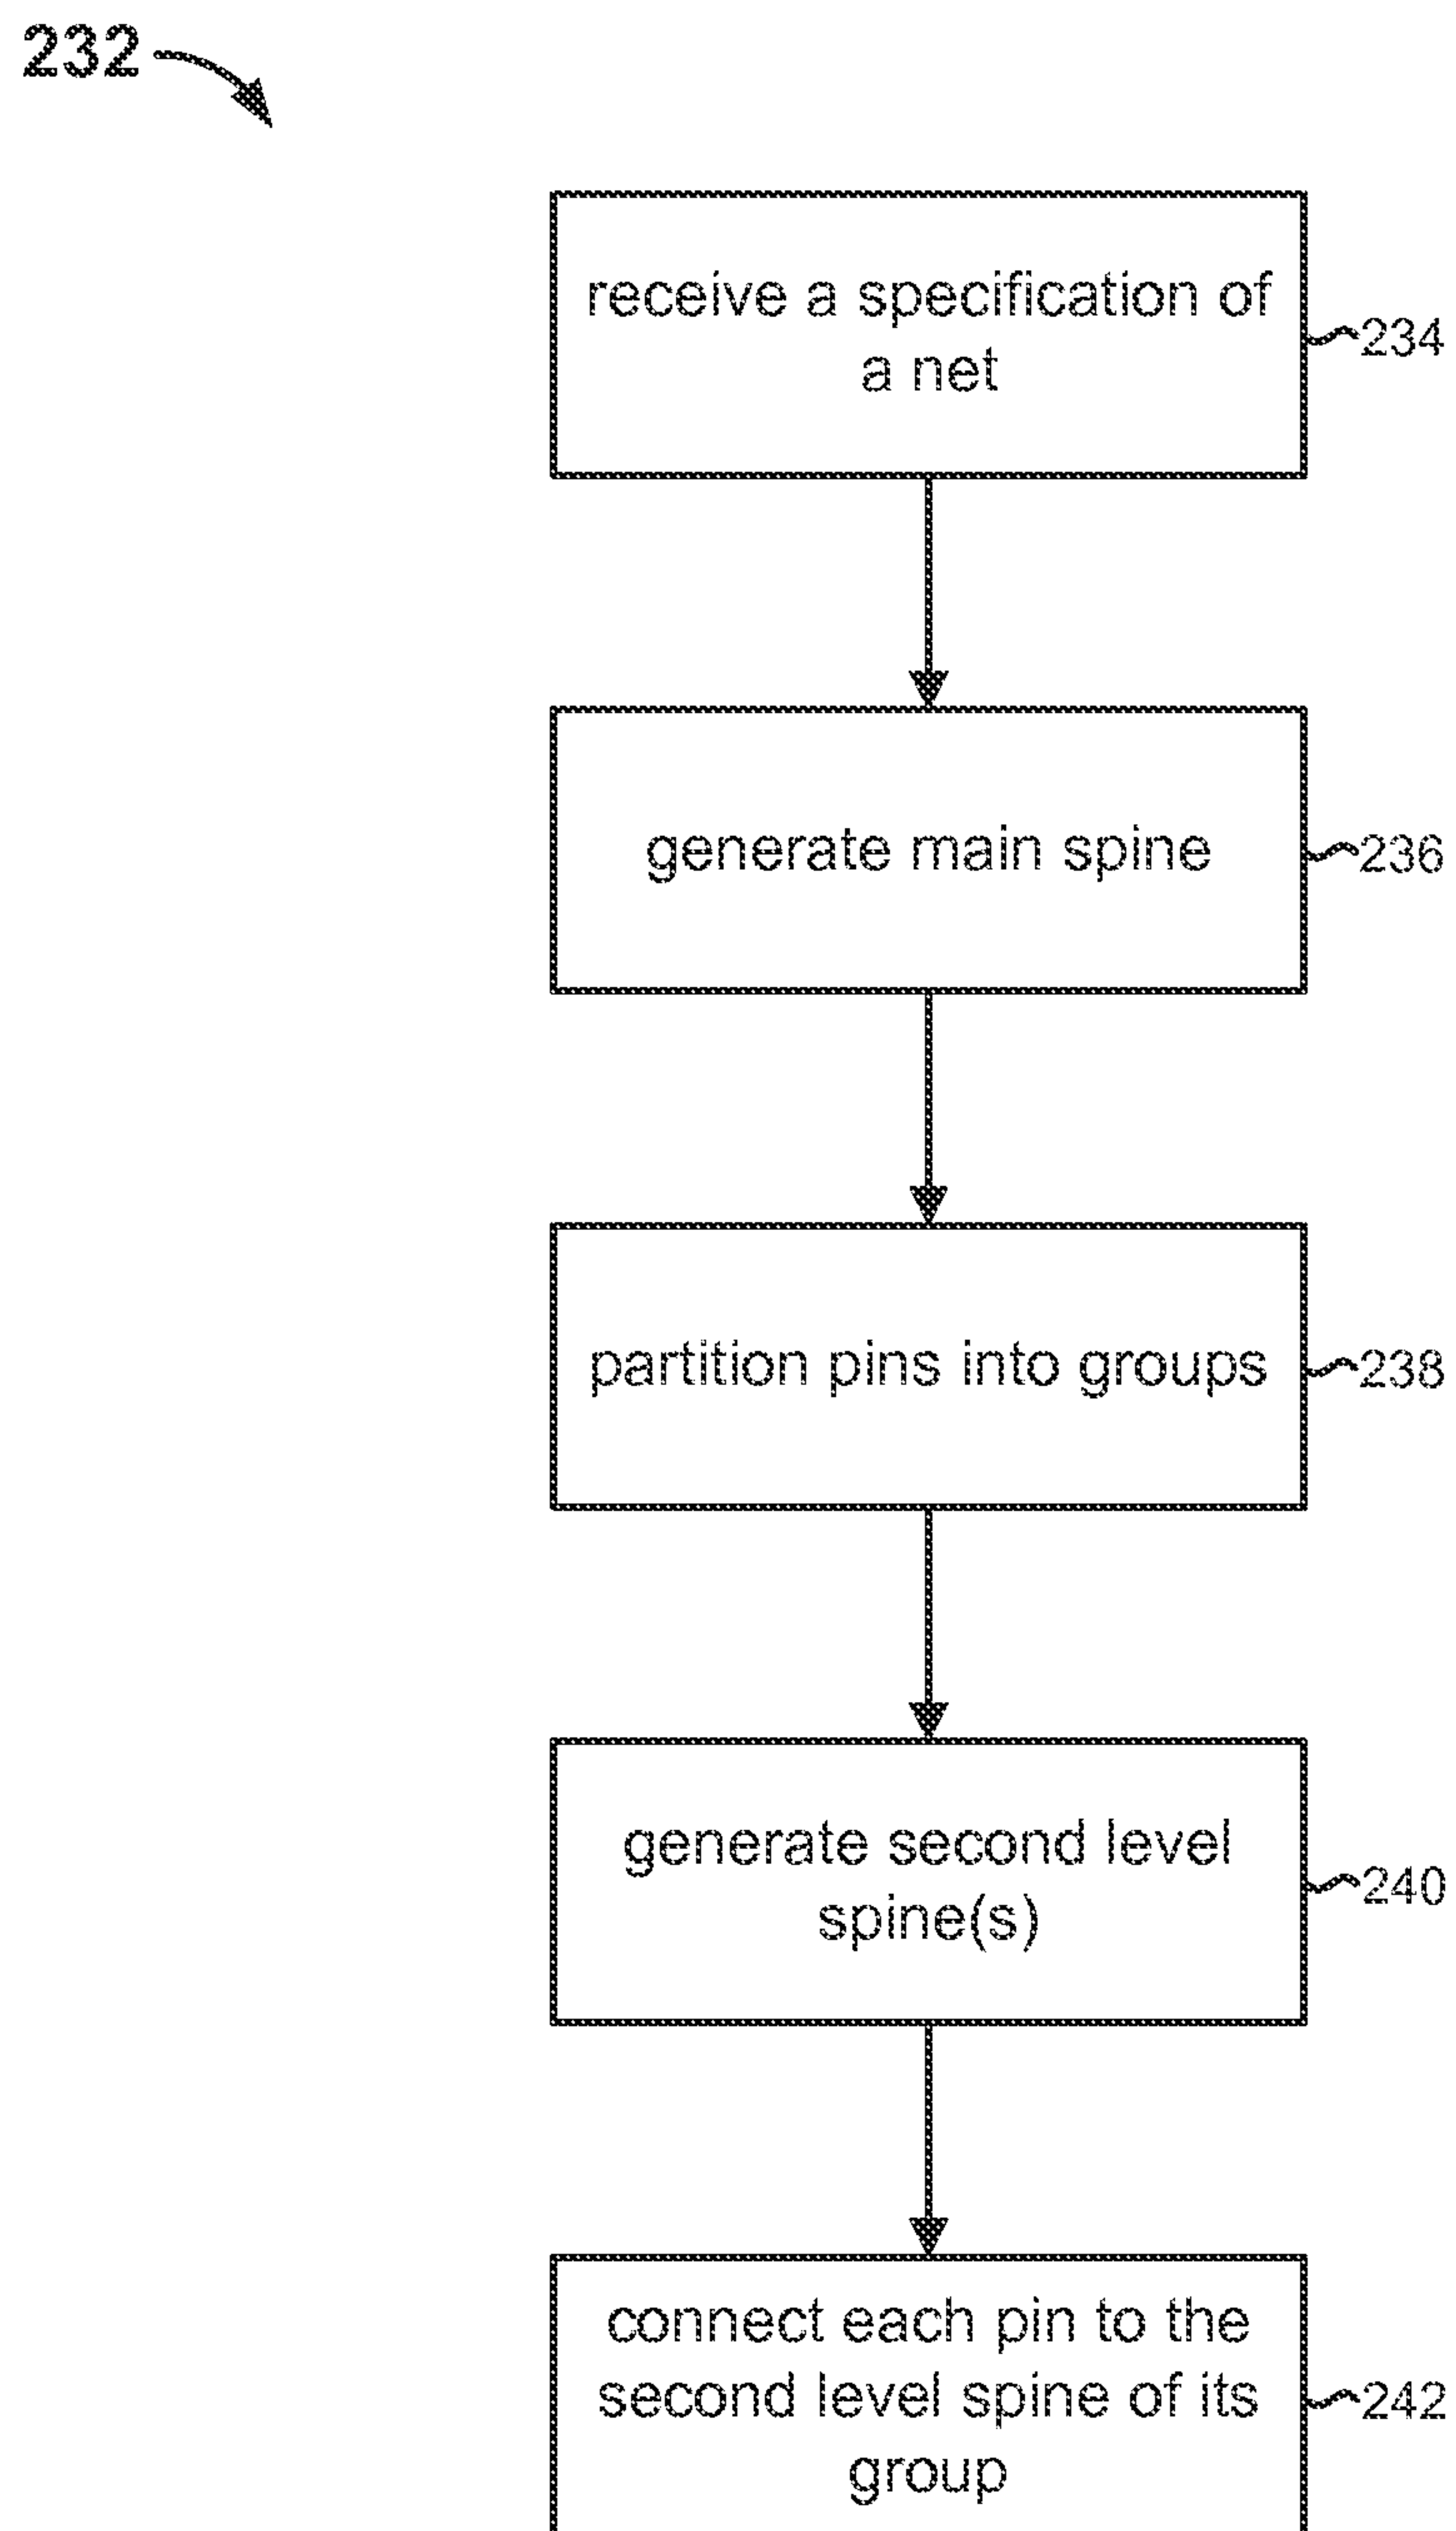 232
receive a specification of
a net
234
generate main spine
236
partition pins into groups
238
generate second level
spine(s)
240
connect each pin to the
second level spine of its
group
242